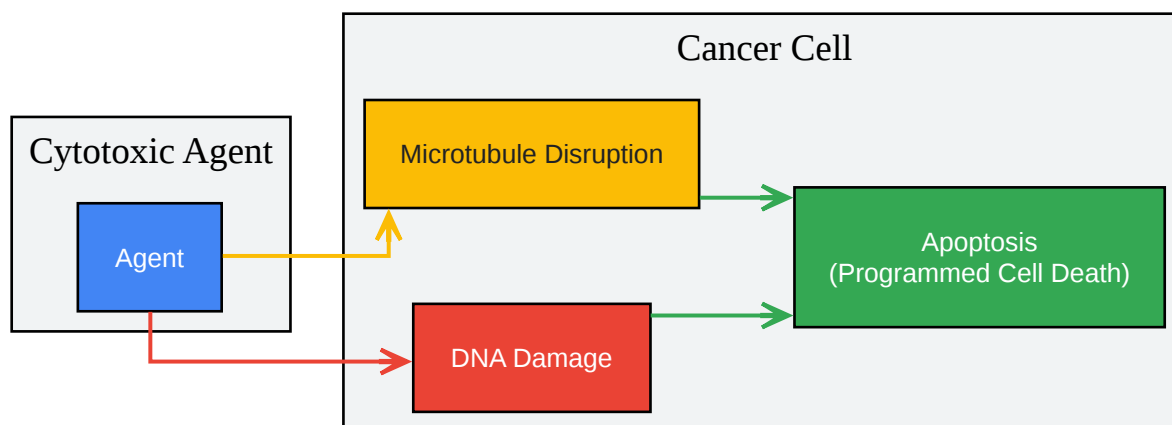 Cancer Cell
Cytotoxic Agent
Microtubule Disruption
Agent
Apoptosis
(Programmed Cell Death)
DNA Damage